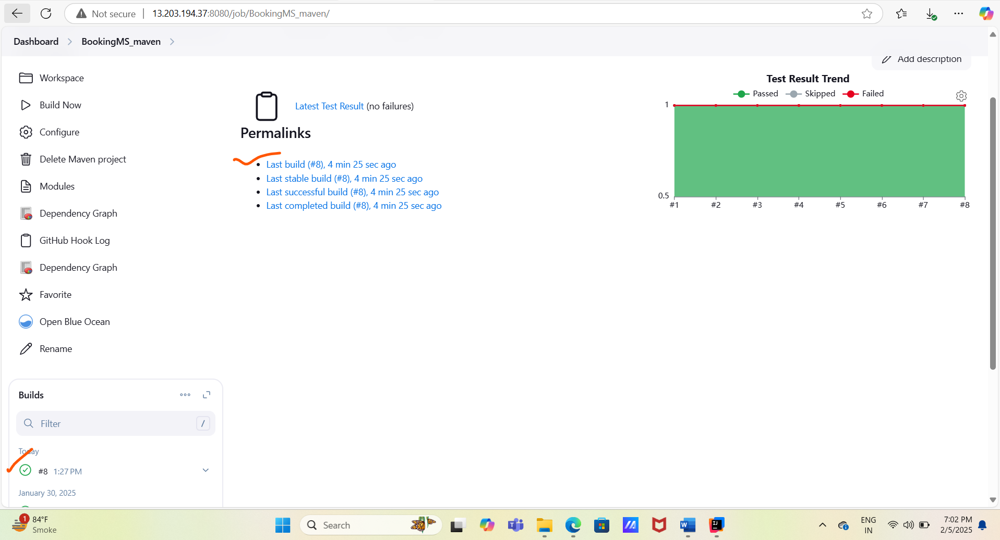 Not secure 13.203.194.37:8080/job/BookingMS_maven/
Dashboard BookingMS_maven
Add description
Workspace
Build Now
Configure
Delete Maven project
Modules
Dependency Graph
GitHub Hook Log
Dependency Graph
Favorite
Open Blue Ocean
Rename
Latest Test Result (no failures)
Permalinks
Last build (#8), 4 min 25 sec ago
Last stable build (#8), 4 min 25 sec ago
Last successful build (#8), 4 min 25 sec ago
Last completed build (#8), 4 min 25 sec ago
Test Result Trend
Passed Skipped Failed
1
0.5
#1 #2 #3 #4 #5 #6 #7 #8
Builds
Filter /
Today
#8 1:27 PM
January 30, 2025
1 84°F
Smoke
Search
ENG
IN
7:02 PM
2/5/2025